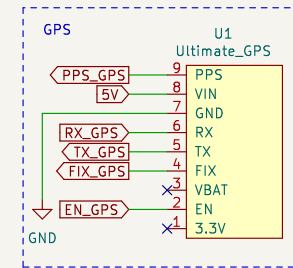 GPS
U1
Ultimate_GPS
PPS_GPS 9 PPS
5V 8 VIN
7 GND
RX_GPS 6 RX
TX_GPS 5 TX
FIX_GPS 4 FIX
3 VBAT
EN_GPS 2 EN
1 3.3V
GND